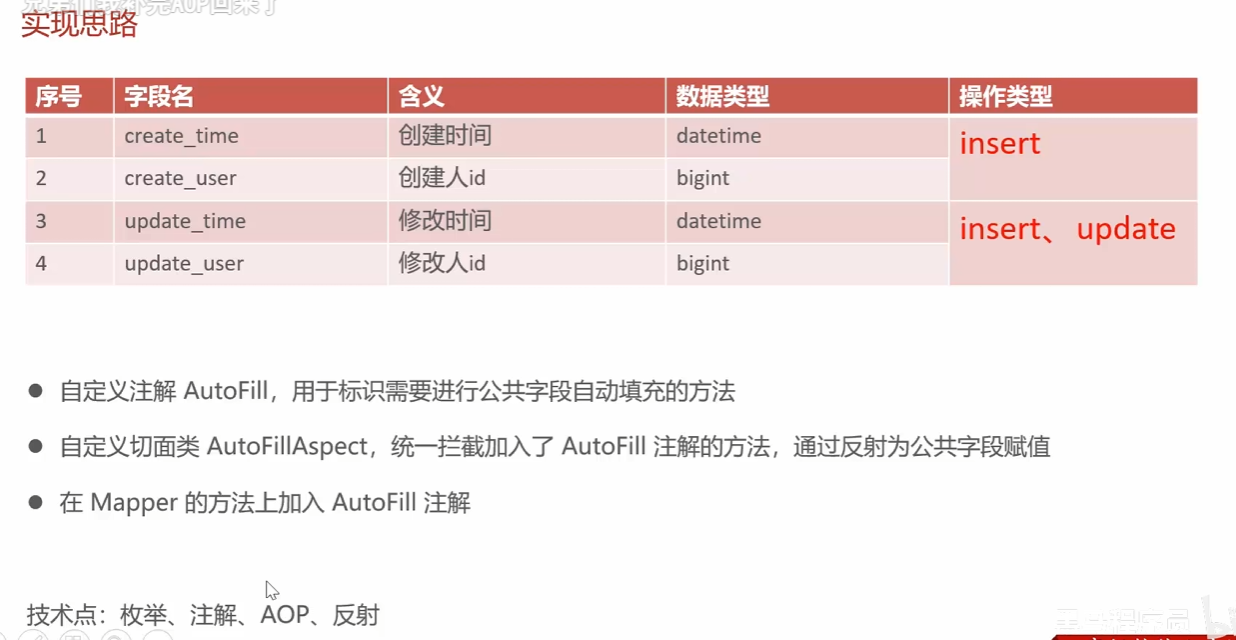 实现思路
序号 字段名 含义 数据类型 操作类型
1 create_time 创建时间 datetime insert
2 create_user 创建人id bigint
3 update_time 修改时间 datetime insert、update
4 update_user 修改人id bigint
● 自定义注解 AutoFill，用于标识需要进行公共字段自动填充的方法
● 自定义切面类 AutoFillAspect，统一拦截加入了 AutoFill 注解的方法，通过反射为公共字段赋值
● 在 Mapper 的方法上加入 AutoFill 注解
技术点：枚举、注解、AOP、反射